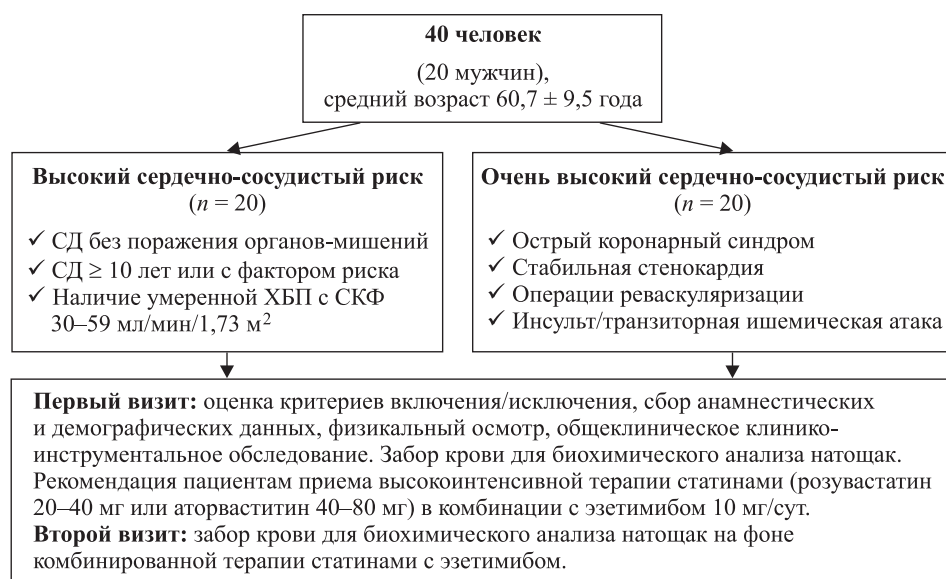 40 человек
(20 мужчин),
средний возраст 60,7 ± 9,5 года
Высокий сердечно-сосудистый риск
(n = 20)
✓ СД без поражения органов-мишений
✓ СД ≥ 10 лет или с фактором риска
✓ Наличие умеренной ХБП с СКФ
30–59 мл/мин/1,73 м²
Очень высокий сердечно-сосудистый риск
(n = 20)
✓ Острый коронарный синдром
✓ Стабильная стенокардия
✓ Операции реваскуляризации
✓ Инсульт/транзиторная ишемическая атака
Первый визит: оценка критериев включения/исключения, сбор анамнестических
и демографических данных, физикальный осмотр, общеклиническое клинико-
инструментальное обследование. Забор крови для биохимического анализа натощак.
Рекомендация пациентам приема высокоинтенсивной терапии статинами (розувастатин
20–40 мг или аторваститин 40–80 мг) в комбинации с эзетимибом 10 мг/сут.
Второй визит: забор крови для биохимического анализа натощак на фоне
комбинированной терапии статинами с эзетимибом.